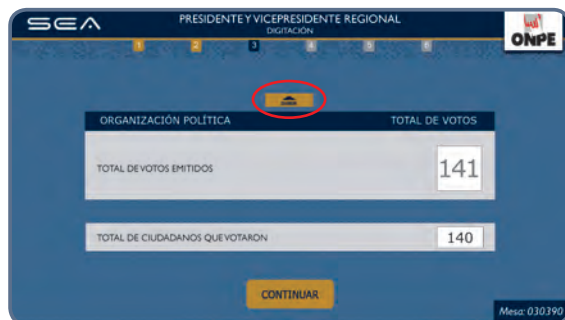 SEA
PRESIDENTE Y VICEPRESIDENTE REGIONAL
DIGITACIÓN
ONPE
1 2 3 4 5 6
SUBIR
ORGANIZACIÓN POLÍTICA TOTAL DE VOTOS
TOTAL DE VOTOS EMITIDOS 141
TOTAL DE CIUDADANOS QUE VOTARON 140
CONTINUAR
Mesa: 030390